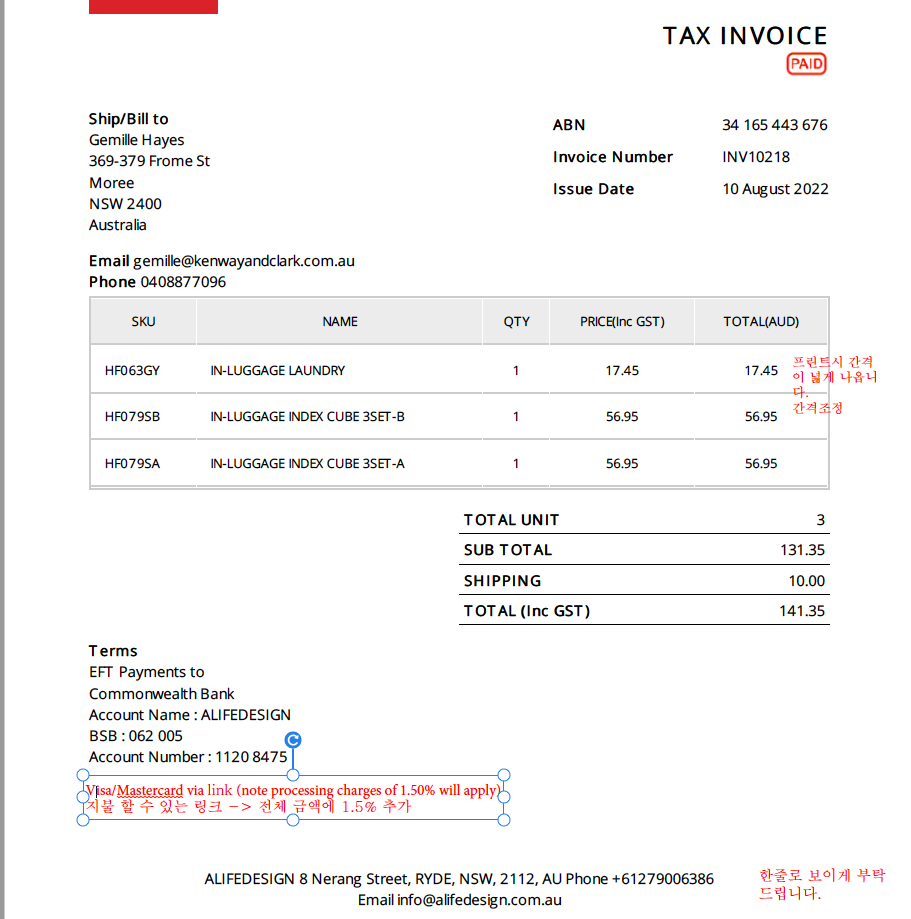 TAX INVOICE
PAID
Ship/Bill to
Gemille Hayes
369-379 Frome St
Moree
NSW 2400
Australia
ABN 34 165 443 676
Invoice Number INV10218
Issue Date 10 August 2022
Email gemille@kenwayandclark.com.au
Phone 0408877096
SKU NAME QTY PRICE(Inc GST) TOTAL(AUD)
HF063GY IN-LUGGAGE LAUNDRY 1 17.45 17.45
HF079SB IN-LUGGAGE INDEX CUBE 3SET-B 1 56.95 56.95
HF079SA IN-LUGGAGE INDEX CUBE 3SET-A 1 56.95 56.95
프린트시 간격
이 넓게 나옵니
다.
간격조정
TOTAL UNIT 3
SUB TOTAL 131.35
SHIPPING 10.00
TOTAL (Inc GST) 141.35
Terms
EFT Payments to
Commonwealth Bank
Account Name : ALIFEDESIGN
BSB : 062 005
Account Number : 1120 8475
Visa/Mastercard via link (note processing charges of 1.50% will apply)
지불 할 수 있는 링크 -> 전체 금액에 1.5% 추가
ALIFEDESIGN 8 Nerang Street, RYDE, NSW, 2112, AU Phone +61279006386
Email info@alifedesign.com.au
한줄로 보이게 부탁
드립니다.